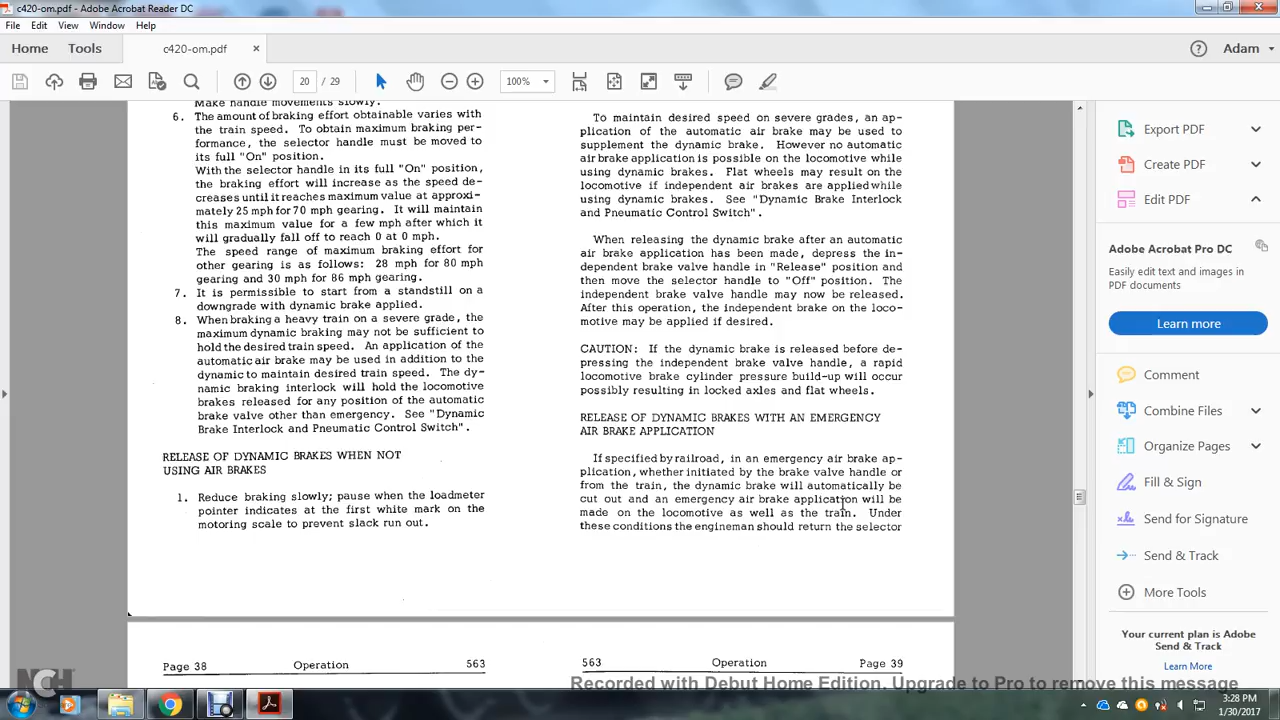 c420-om.pdf - Adobe Acrobat Reader DC
File Edit View Window Help
Home Tools c420-om.pdf × Adam
20 / 29 100%
Make handle movements slowly.
6. The amount of braking effort obtainable varies with
the train speed. To obtain maximum braking per-
formance, the selector handle must be moved to
its full "On" position.
With the selector handle in its full "On" position,
the braking effort will increase as the speed de-
creases until it reaches maximum value at approxi-
mately 25 mph for 70 mph gearing. It will maintain
this maximum value for a few mph after which it
will gradually fall off to reach 0 at 0 mph.
The speed range of maximum braking effort for
other gearing is as follows: 28 mph for 80 mph
gearing and 30 mph for 86 mph gearing.
7. It is permissible to start from a standstill on a
downgrade with dynamic brake applied.
8. When braking a heavy train on a severe grade, the
maximum dynamic braking may not be sufficient to
hold the desired train speed. An application of the
automatic air brake may be used in addition to the
dynamic to maintain desired train speed. The dy-
namic braking interlock will hold the locomotive
brakes released for any position of the automatic
brake valve other than emergency. See "Dynamic
Brake Interlock and Pneumatic Control Switch".
RELEASE OF DYNAMIC BRAKES WHEN NOT
USING AIR BRAKES
1. Reduce braking slowly; pause when the loadmeter
pointer indicates at the first white mark on the
motoring scale to prevent slack run out.
To maintain desired speed on severe grades, an ap-
plication of the automatic air brake may be used to
supplement the dynamic brake. However no automatic
air brake application is possible on the locomotive while
using dynamic brakes. Flat wheels may result on the
locomotive if independent air brakes are applied while
using dynamic brakes. See "Dynamic Brake Interlock
and Pneumatic Control Switch".
When releasing the dynamic brake after an automatic
air brake application has been made, depress the in-
dependent brake valve handle in "Release" position and
then move the selector handle to "Off" position. The
independent brake valve handle may now be released.
After this operation, the independent brake on the loco-
motive may be applied if desired.
CAUTION: If the dynamic brake is released before de-
pressing the independent brake valve handle, a rapid
locomotive brake cylinder pressure build-up will occur
possibly resulting in locked axles and flat wheels.
RELEASE OF DYNAMIC BRAKES WITH AN EMERGENCY
AIR BRAKE APPLICATION
If specified by railroad, in an emergency air brake ap-
plication, whether initiated by the brake valve handle or
from the train, the dynamic brake will automatically be
cut out and an emergency air brake application will be
made on the locomotive as well as the train. Under
these conditions the engineman should return the selector
Page 38 Operation 563
563 Operation Page 39
Export PDF
Create PDF
Edit PDF
Adobe Acrobat Pro DC
Easily edit text and images in
PDF documents
Learn more
Comment
Combine Files
Organize Pages
Fill & Sign
Send for Signature
Send & Track
More Tools
Your current plan is Adobe
Send & Track
Learn More
NCH
Recorded with Debut Home Edition. Upgrade to Pro to remove this message
3:28 PM
1/30/2017